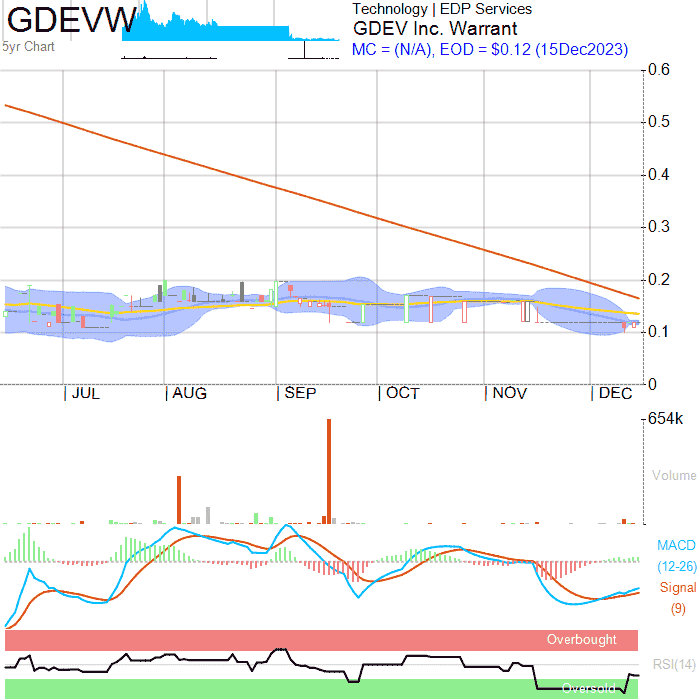 GDEVW
5yr Chart
Technology | EDP Services
GDEV Inc. Warrant
MC = (N/A), EOD = $0.12 (15Dec2023)
0.6
0.5
0.4
0.3
0.2
0.1
0
JUL
AUG
SEP
OCT
NOV
DEC
654k
Volume
MACD
(12-26)
Signal
(9)
Overbought
RSI(14)
Oversold